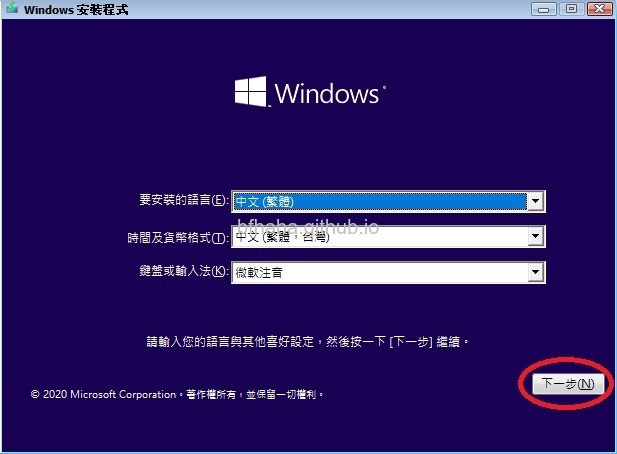 Windows 安裝程式
Windows®
要安裝的語言(E): 中文 (繁體)
bfhaha.github.io
時間及貨幣格式(T): 中文 (繁體，台灣)
鍵盤或輸入法(K): 微軟注音
請輸入您的語言與其他喜好設定，然後按一下 [下一步] 繼續。
下一步(N)
© 2020 Microsoft Corporation。著作權所有，並保留一切權利。